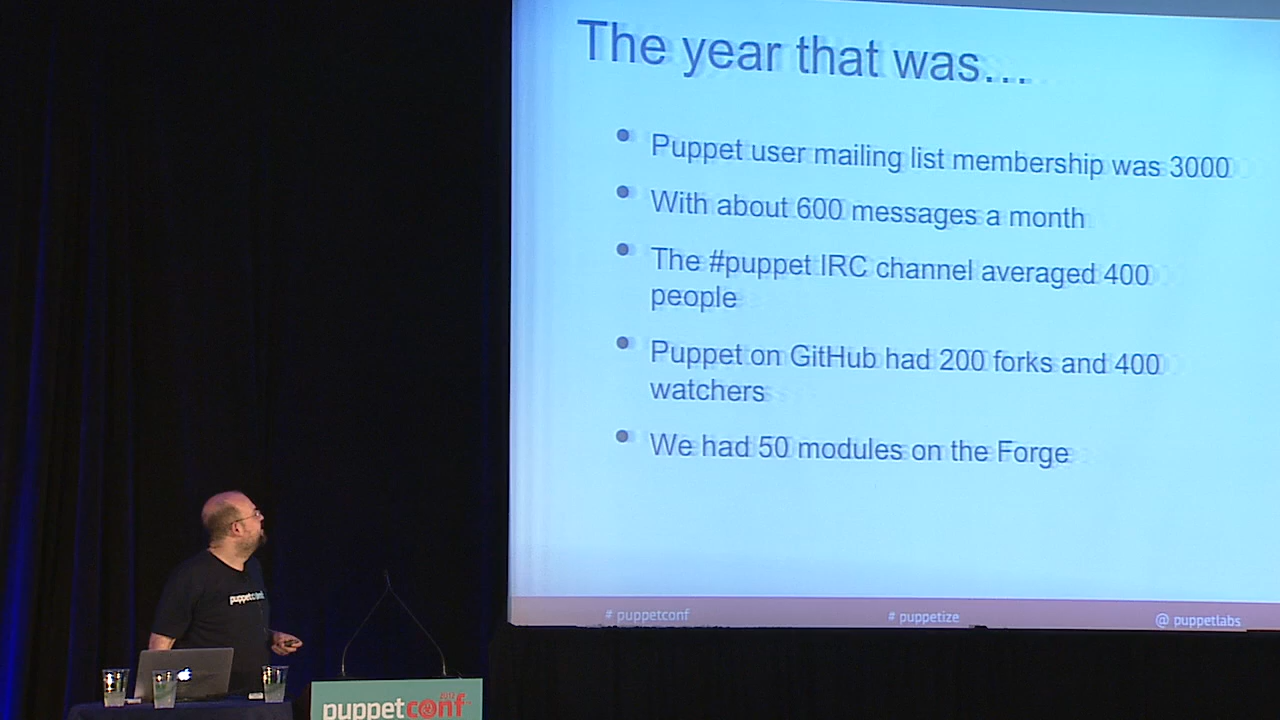 The year that was...
• Puppet user mailing list membership was 3000
• With about 600 messages a month
• The #puppet IRC channel averaged 400
people
• Puppet on GitHub had 200 forks and 400
watchers
• We had 50 modules on the Forge
# puppetconf
# puppetize
@ puppetlabs
puppetconf
2012
puppetconf